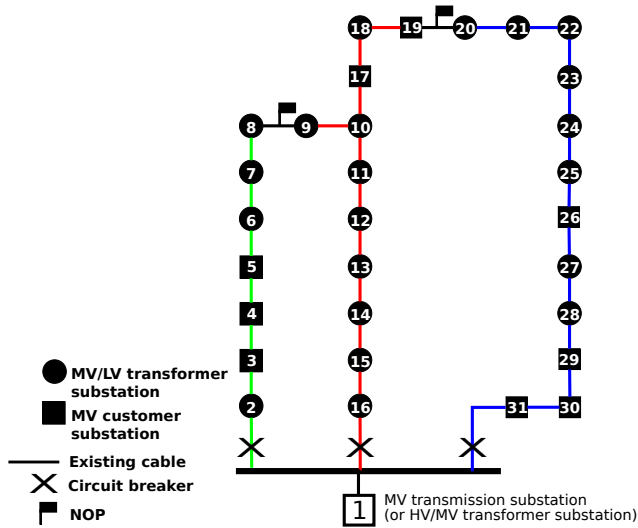 18 19 20 21 22
17 23
8 9 10 24
7 11 25
6 12 26
5 13 27
4 14 28
3 15 29
2 16 31 30
MV/LV transformer
substation
MV customer
substation
Existing cable
Circuit breaker
NOP
1
MV transmission substation
(or HV/MV transformer substation)